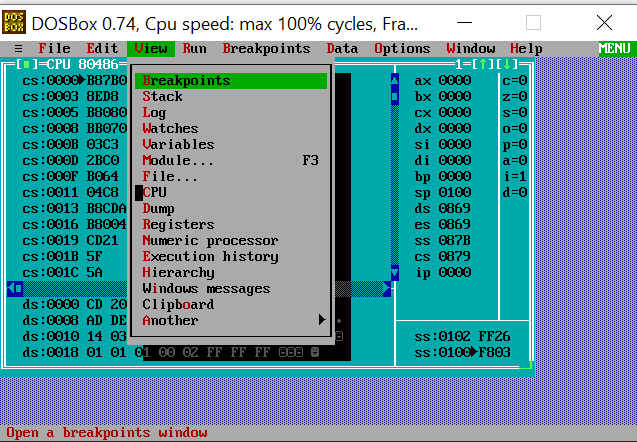 DOS BOX DOSBox 0.74, Cpu speed: max 100% cycles, Fra...
≡ File Edit View Run Breakpoints Data Options Window Help MENU
[■]=CPU 80486 1=[↑][↓]
cs:0000►B87B0 Breakpoints ax 0000 c=0
cs:0003 8ED8 Stack bx 0000 z=0
cs:0005 B8080 Log cx 0000 s=0
cs:0008 BB070 Watches dx 0000 o=0
cs:000B 03C3 Variables si 0000 p=0
cs:000D 2BC0 Module... F3 di 0000 a=0
cs:000F B064 File... bp 0000 i=1
cs:0011 04C8 CPU sp 0100 d=0
cs:0013 B8CDA Dump ds 0869
cs:0016 B8004 Registers es 0869
cs:0019 CD21 Numeric processor ss 087B
cs:001B 5F Execution history cs 0879
cs:001C 5A Hierarchy ip 0000
Windows messages
ds:0000 CD 20 Clipboard
ds:0008 AD DE Another ►
ds:0010 14 03 ss:0102 FF26
ds:0018 01 01 01 00 02 FF FF FF ss:0100►F803
Open a breakpoints window